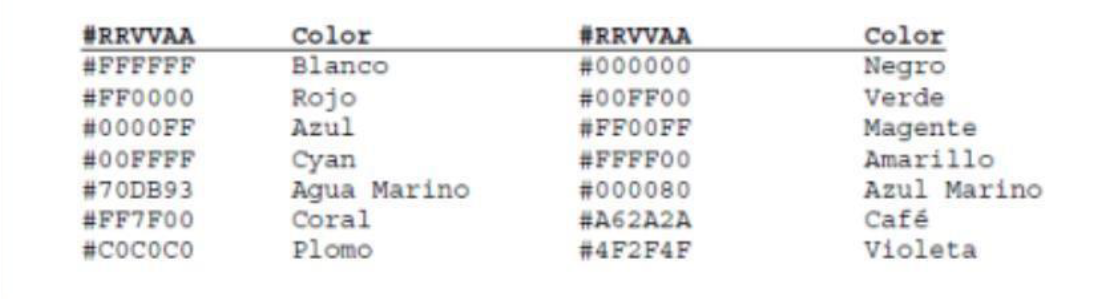 #RRVVAA Color #RRVVAA Color
#FFFFFF Blanco #000000 Negro
#FF0000 Rojo #00FF00 Verde
#0000FF Azul #FF00FF Magente
#00FFFF Cyan #FFFF00 Amarillo
#70DB93 Agua Marino #000080 Azul Marino
#FF7F00 Coral #A62A2A Café
#C0C0C0 Plomo #4F2F4F Violeta